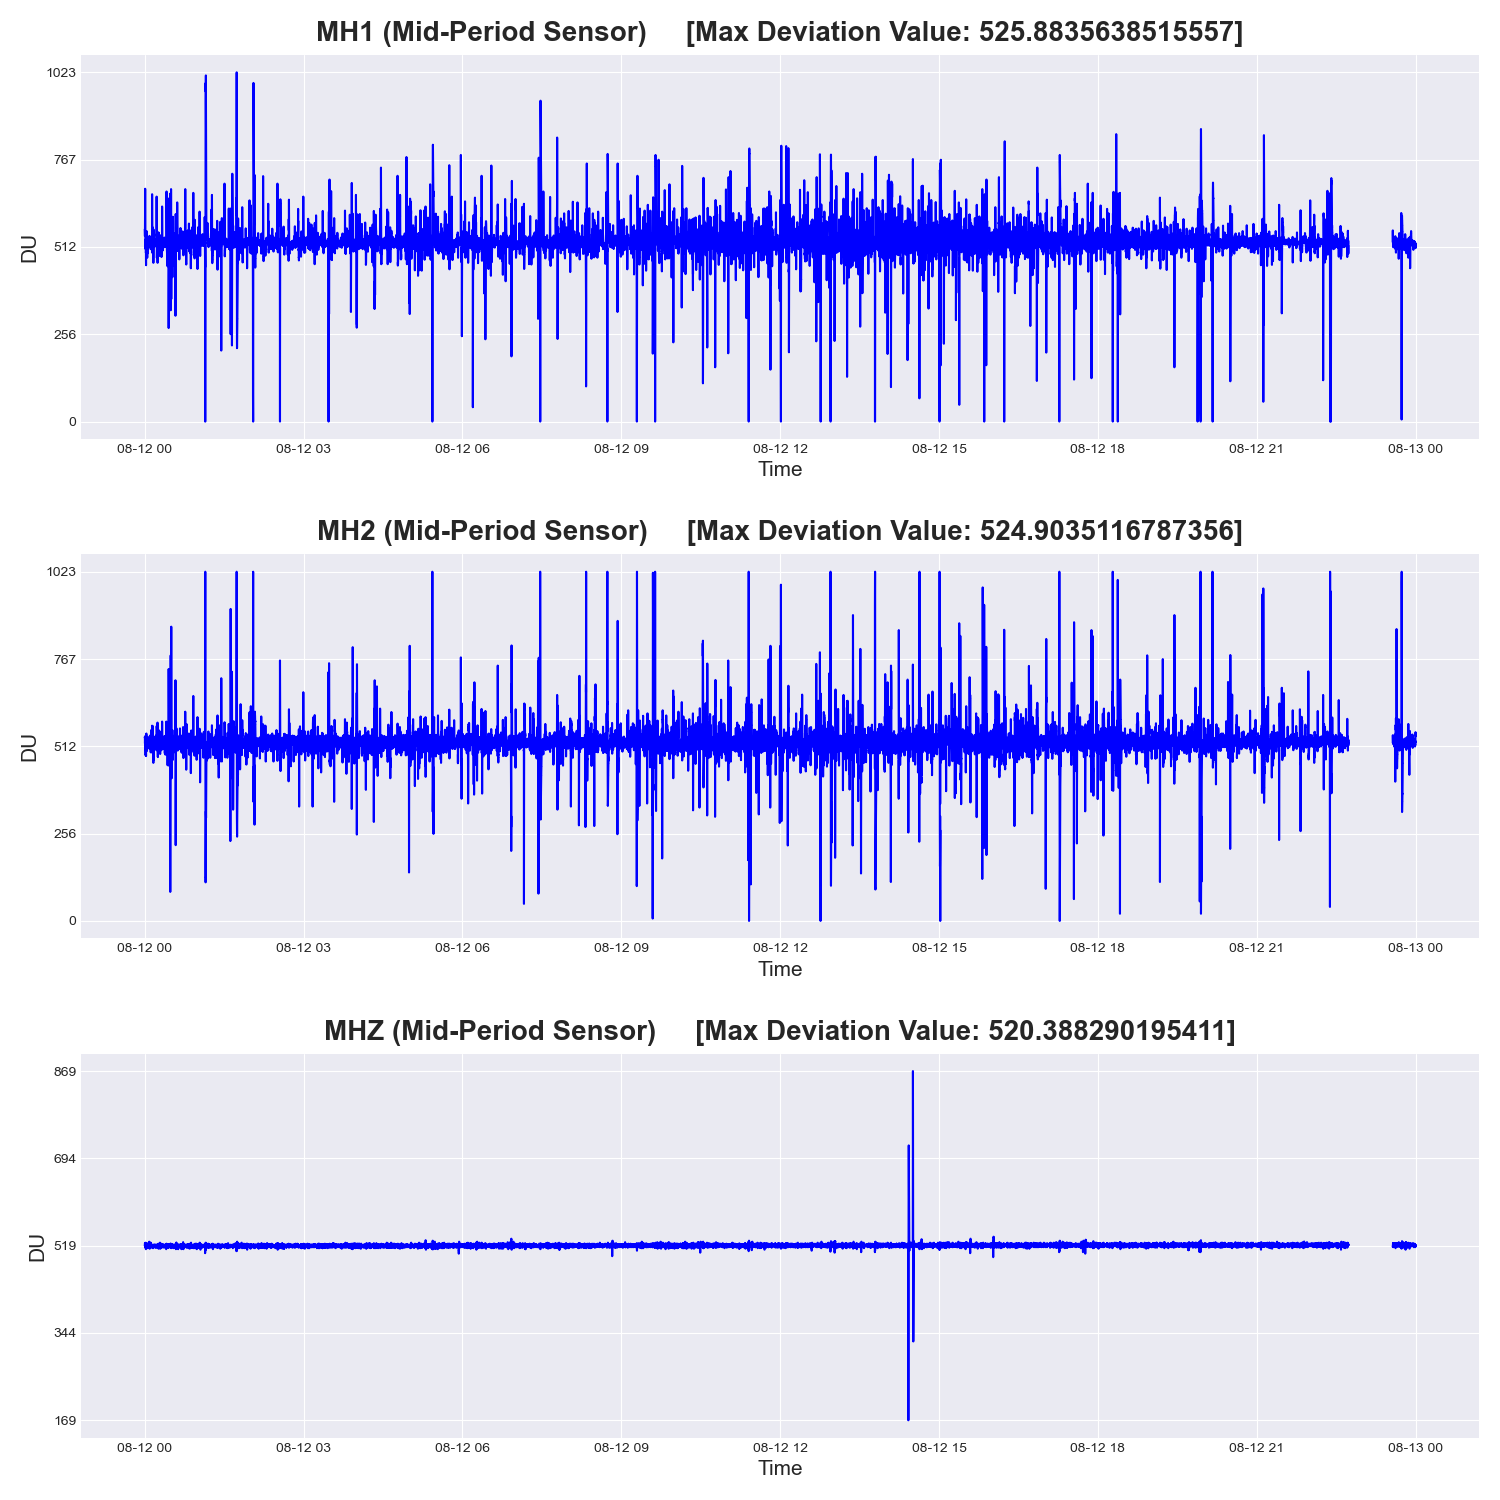 MH1 (Mid-Period Sensor) [Max Deviation Value: 525.8835638515557]
1023
767
512
256
0
DU
08-12 00 08-12 03 08-12 06 08-12 09 08-12 12 08-12 15 08-12 18 08-12 21 08-13 00
Time
MH2 (Mid-Period Sensor) [Max Deviation Value: 524.9035116787356]
1023
767
512
256
0
DU
08-12 00 08-12 03 08-12 06 08-12 09 08-12 12 08-12 15 08-12 18 08-12 21 08-13 00
Time
MHZ (Mid-Period Sensor) [Max Deviation Value: 520.388290195411]
869
694
519
344
169
DU
08-12 00 08-12 03 08-12 06 08-12 09 08-12 12 08-12 15 08-12 18 08-12 21 08-13 00
Time